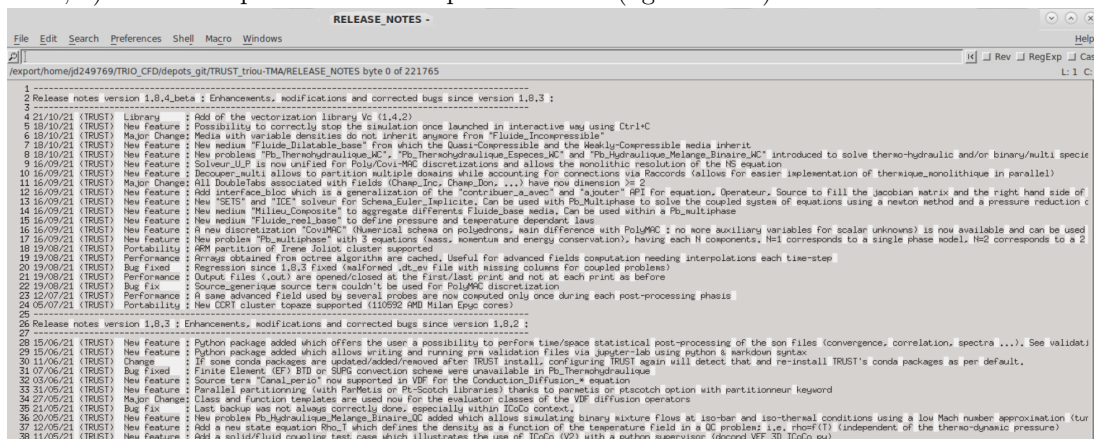 RELEASE_NOTES -
File Edit Search Preferences Shell Macro Windows Help
Rev RegExp Cas
/export/home/jd249769/TRIO_CFD/depots_git/TRUST_triou-TMA/RELEASE_NOTES byte 0 of 221765 L: 1 C:
1 ----------------------------------------------------------------------------------------------------
2 Release notes version 1.8.4_beta : Enhancements, modifications and corrected bugs since version 1.8.3 :
3 ----------------------------------------------------------------------------------------------------
4 21/10/21 (TRUST) Library : Add of the vectorization library Vc (1.4.2)
5 18/10/21 (TRUST) New feature : Possibility to correctly stop the simulation once launched in interactive way using Ctrl+C
6 18/10/21 (TRUST) Major Change: Media with variable densities do not inherit anymore from "Fluide_Incompressible"
7 18/10/21 (TRUST) New feature : New medium "Fluide_Dilatable_base" from which the Quasi-Compressible and the Weakly-Compressible media inherit
8 18/10/21 (TRUST) New feature : New problems "Pb_Thermohydraulique_WC", "Pb_Thermohydraulique_Especes_WC" and "Pb_Hydraulique_Melange_Binaire_WC" introduced to solve thermo-hydraulic and/or binary/multi specie
9 16/09/21 (TRUST) New feature : Solveur_U_P is now unified for Poly/Covi-MAC discretizations and allows the monolithic resolution of the NS equation
10 16/09/21 (TRUST) New feature : Decouper_multi allows to partition multiple domains while accounting for connections via Raccords (allows for easier implementation of thermique_monolithique in parallel)
11 16/09/21 (TRUST) Major Change: All DoubleTabs associated with fields (Champ_Inc, Champ_Don, ...) have now dimension >= 2
12 16/09/21 (TRUST) New feature : Add interface_bloc which is a generalization of the "contribuer_a_avec" and "ajouter" API for equation, Operateur, Source to fill the jacobian matrix and the right hand side of
13 16/09/21 (TRUST) New feature : New "SETS" and "ICE" solveur for Schema_Euler_Implicite. Can be used with Pb_Multiphase to solve the coupled system of equations using a newton method and a pressure reduction
14 16/09/21 (TRUST) New feature : New medium "Milieu_Composite" to aggregate differents Fluide_base media. Can be used within a Pb_multiphase
15 16/09/21 (TRUST) New feature : New medium "Fluide_reel_base" to define pressure and temperature dependant laws
16 16/09/21 (TRUST) New feature : A new discretization "CoviMAC" (Numerical schema on polyedrons, main difference with PolyMAC : no more auxiliary variables for scalar unknowns) is now available and can be used
17 16/09/21 (TRUST) New feature : New problem "Pb_multiphase" with 3 equations (mass, momentum and energy conservation), having each N components. N=1 corresponds to a single phase model, N=2 corresponds to a 2
18 19/08/21 (TRUST) Portability : ARM partition of Irene Joliot cluster supported
19 19/08/21 (TRUST) Performance : Arrays obtained from octree algorithm are cached. Useful for advanced fields computation needing interpolations each time-step
20 19/08/21 (TRUST) Bug fixed : Regression since 1.8.3 fixed (malformed .dt_ev file with missing columns for coupled problems)
21 19/08/21 (TRUST) Performance : Output files (.out) are opened/closed at the first/last print and not at each print as before
22 19/08/21 (TRUST) Bug fix : Source_generique source term couldn't be used for PolyMAC discretization
23 12/07/21 (TRUST) Performance : A same advanced field used by several probes are now computed only once during each post-processing phasis
24 05/07/21 (TRUST) Portability : New CCRT cluster topaze supported (110592 AMD Milan Epyc cores)
25 ----------------------------------------------------------------------------------------------------
26 Release notes version 1.8.3 : Enhancements, modifications and corrected bugs since version 1.8.2 :
27 ----------------------------------------------------------------------------------------------------
28 15/06/21 (TRUST) New feature : Python package added which offers the user a possibility to perform time/space statistical post-processing of the son files (convergence, correlation, spectra ...). See validati
29 15/06/21 (TRUST) New feature : Python package added which allows writing and running prm validation files via jupyter-lab using python & markdown syntax
30 11/06/21 (TRUST) Change : If some conda packages are updated/added/removed after TRUST install, configuring TRUST again will detect that and re-install TRUST's conda packages as per default.
31 07/06/21 (TRUST) Bug fixed : Finite Element (EF) BTD or SUPG convection scheme were unavailable in Pb_Thermohydraulique
32 03/06/21 (TRUST) New feature : Source term "Canal_perio" now supported in VDF for the Conduction_Diffusion_* equation
33 31/05/21 (TRUST) New feature : Parallel partitionning (with ParMetis or Pt-Scotch libraries) thanks to parmetis or ptscotch option with partitionneur keyword
34 27/05/21 (TRUST) Major Change: Class and function templates are used now for the evaluator classes of the VDF diffusion operators
35 21/05/21 (TRUST) Bug fix : Last backup was not always correctly done, especially within ICoCo context.
36 20/05/21 (TRUST) New feature : New problem Pb_Hydraulique_Melange_Binaire_QC added which allows simulating binary mixture flows at iso-bar and iso-thermal conditions using a low Mach number approximation (tur
37 12/05/21 (TRUST) New feature : Add a new state equation Rho_T which defines the density as a function of the temperature field in a QC problem: i.e. rho=f(T) (independent of the thermo-dynamic pressure)
38 11/05/21 (TRUST) New feature : Add a solid/fluid coupling test case which illustrates the use of ICoCo (V2) with a python supervisor (docond_VEF_3D_ICoCo_py)